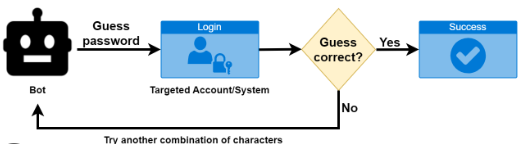 Guess
password
Login
Guess
correct?
Yes
Success
Bot
Targeted Account/System
No
Try another combination of characters